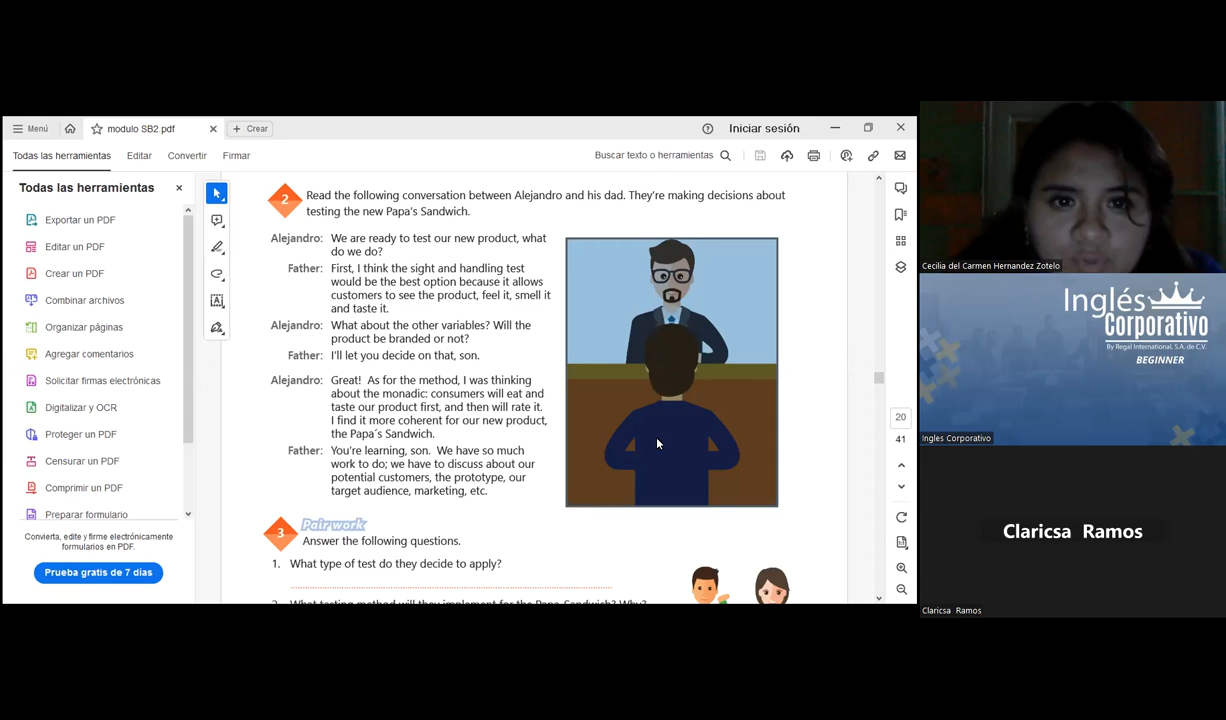 Menú
modulo SB2.pdf
Crear
Iniciar sesión
Todas las herramientas
Editar
Convertir
Firmar
Buscar texto o herramientas
Todas las herramientas
Exportar un PDF
Editar un PDF
Crear un PDF
Combinar archivos
Organizar páginas
Agregar comentarios
Solicitar firmas electrónicas
Digitalizar y OCR
Proteger un PDF
Censurar un PDF
Comprimir un PDF
Preparar formulario
Convierta, edite y firme electrónicamente
formularios en PDF.
Prueba gratis de 7 días
2
Read the following conversation between Alejandro and his dad. They're making decisions about
testing the new Papa's Sandwich.
Alejandro: We are ready to test our new product, what
do we do?
Father: First, I think the sight and handling test
would be the best option because it allows
customers to see the product, feel it, smell it
and taste it.
Alejandro: What about the other variables? Will the
product be branded or not?
Father: I'll let you decide on that, son.
Alejandro: Great! As for the method, I was thinking
about the monadic: consumers will eat and
taste our product first, and then will rate it.
I find it more coherent for our new product,
the Papa´s Sandwich.
Father: You're learning, son. We have so much
work to do; we have to discuss about our
potential customers, the prototype, our
target audience, marketing, etc.
3
Pair work
Answer the following questions.
1. What type of test do they decide to apply?
2. What testing method will they implement for the Papa Sandwich? Why?
20
41
Cecilia del Carmen Hernandez Zotelo
Inglés
Corporativo
By Regal International, S.A. de C.V.
BEGINNER
Ingles Corporativo
Claricsa Ramos
Claricsa Ramos